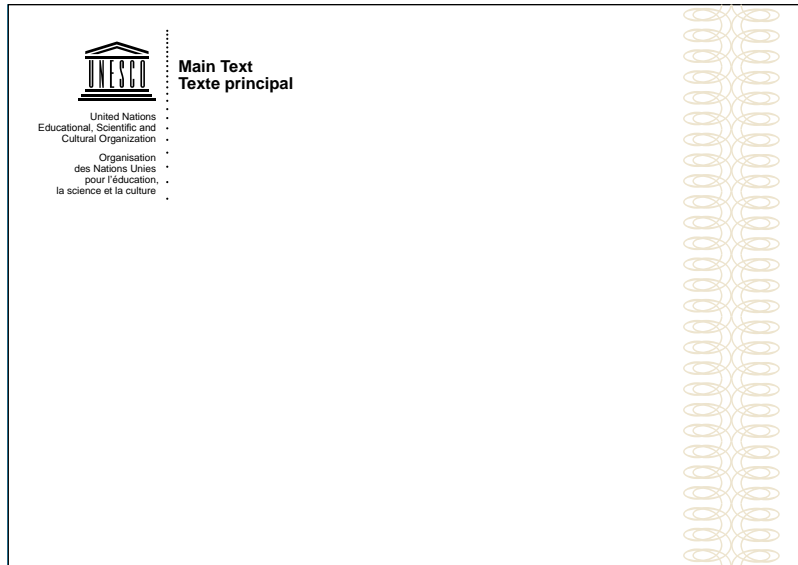 UNESCO
United Nations
Educational, Scientific and
Cultural Organization
Organisation
des Nations Unies
pour l'éducation,
la science et la culture
Main Text
Texte principal